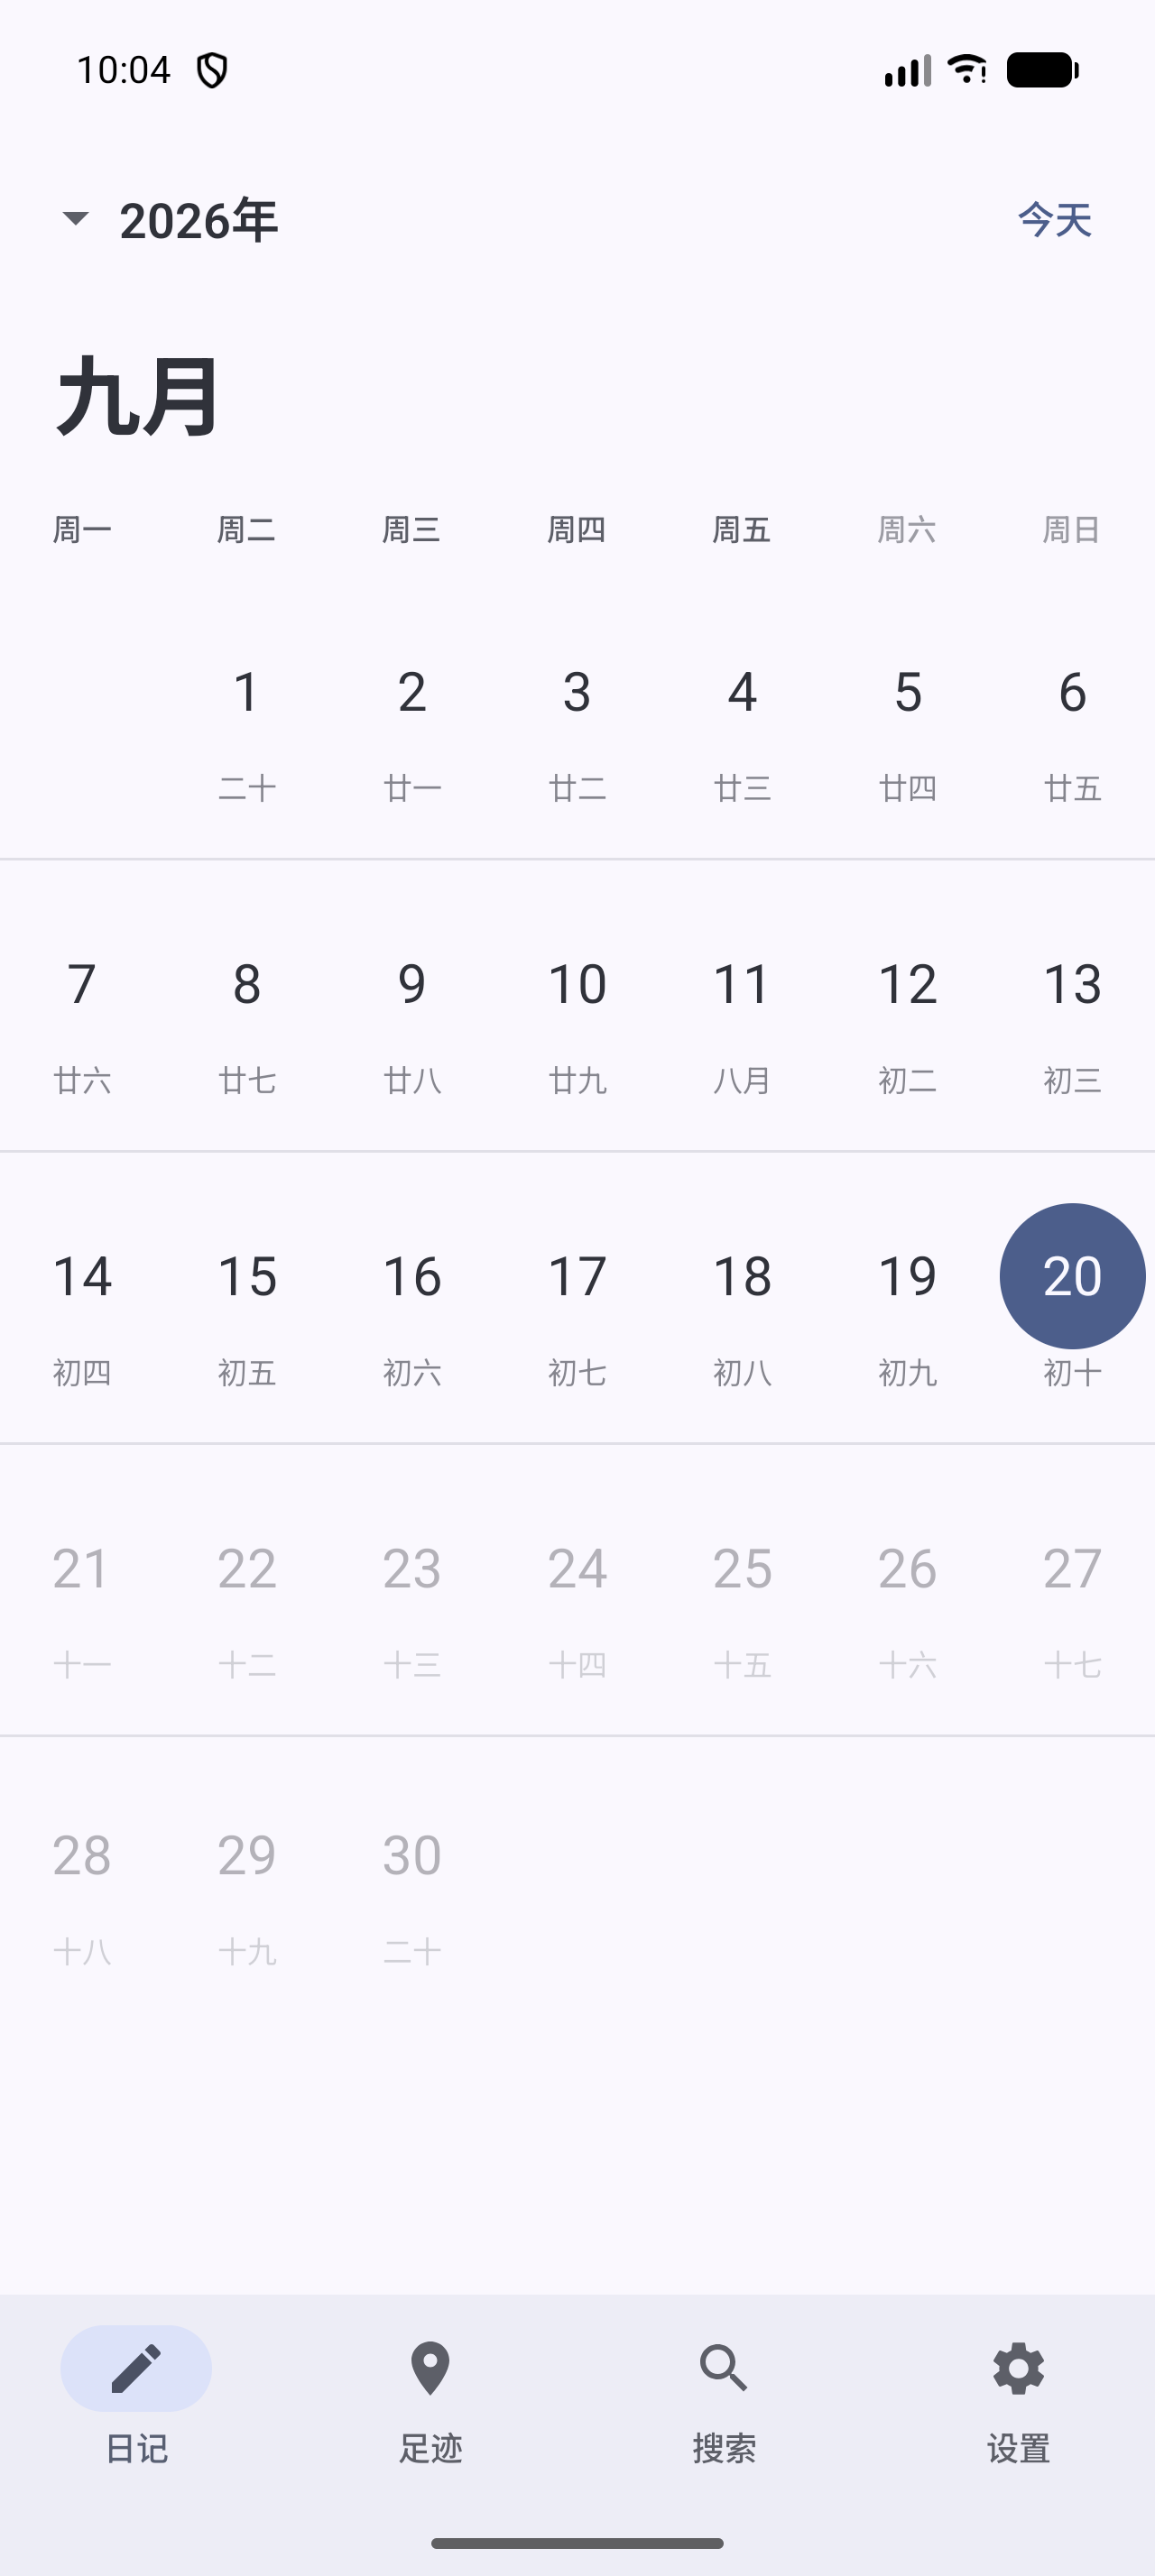 10:04
2026年 今天
九月
周一 周二 周三 周四 周五 周六 周日
1 2 3 4 5 6
二十 廿一 廿二 廿三 廿四 廿五
7 8 9 10 11 12 13
廿六 廿七 廿八 廿九 八月 初二 初三
14 15 16 17 18 19 20
初四 初五 初六 初七 初八 初九 初十
21 22 23 24 25 26 27
十一 十二 十三 十四 十五 十六 十七
28 29 30
十八 十九 二十
日记 足迹 搜索 设置